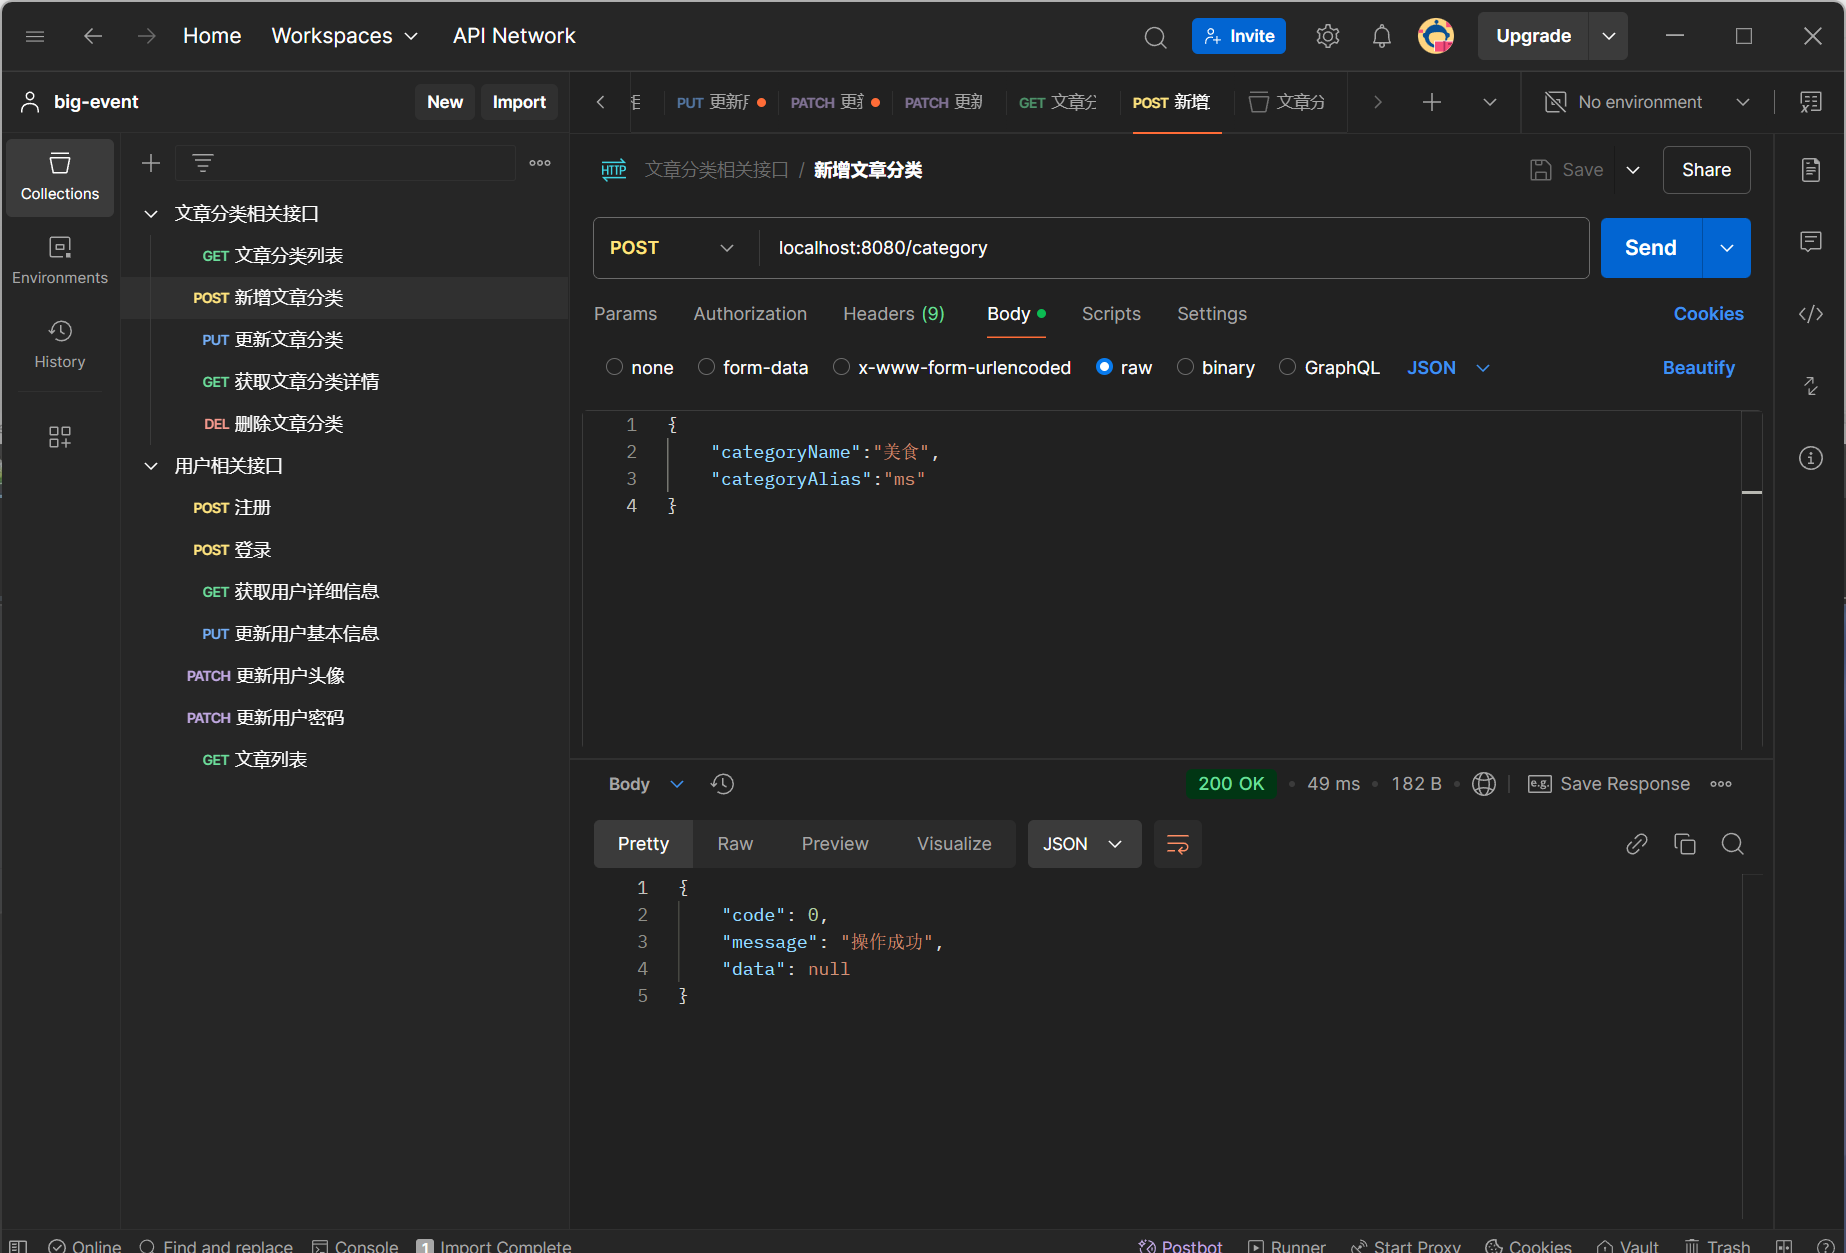 Home Workspaces API Network Invite Upgrade
big-event New Import
PUT 更新 PATCH 更 PATCH 更新 GET 文章分 POST 新增 文章分 No environment
Collections
Environments
History
文章分类相关接口
GET 文章分类列表
POST 新增文章分类
PUT 更新文章分类
GET 获取文章分类详情
DEL 删除文章分类
用户相关接口
POST 注册
POST 登录
GET 获取用户详细信息
PUT 更新用户基本信息
PATCH 更新用户头像
PATCH 更新用户密码
GET 文章列表
HTTP 文章分类相关接口 / 新增文章分类 Save Share
POST localhost:8080/category Send
Params Authorization Headers (9) Body Scripts Settings Cookies
none form-data x-www-form-urlencoded raw binary GraphQL JSON Beautify
1 {
2 "categoryName":"美食",
3 "categoryAlias":"ms"
4 }
Body 200 OK • 49 ms • 182 B • e.g. Save Response
Pretty Raw Preview Visualize JSON
1 {
2 "code": 0,
3 "message": "操作成功",
4 "data": null
5 }
Online Find and replace Console 1 Import Complete Postbot Runner Start Proxy Cookies Vault Trash